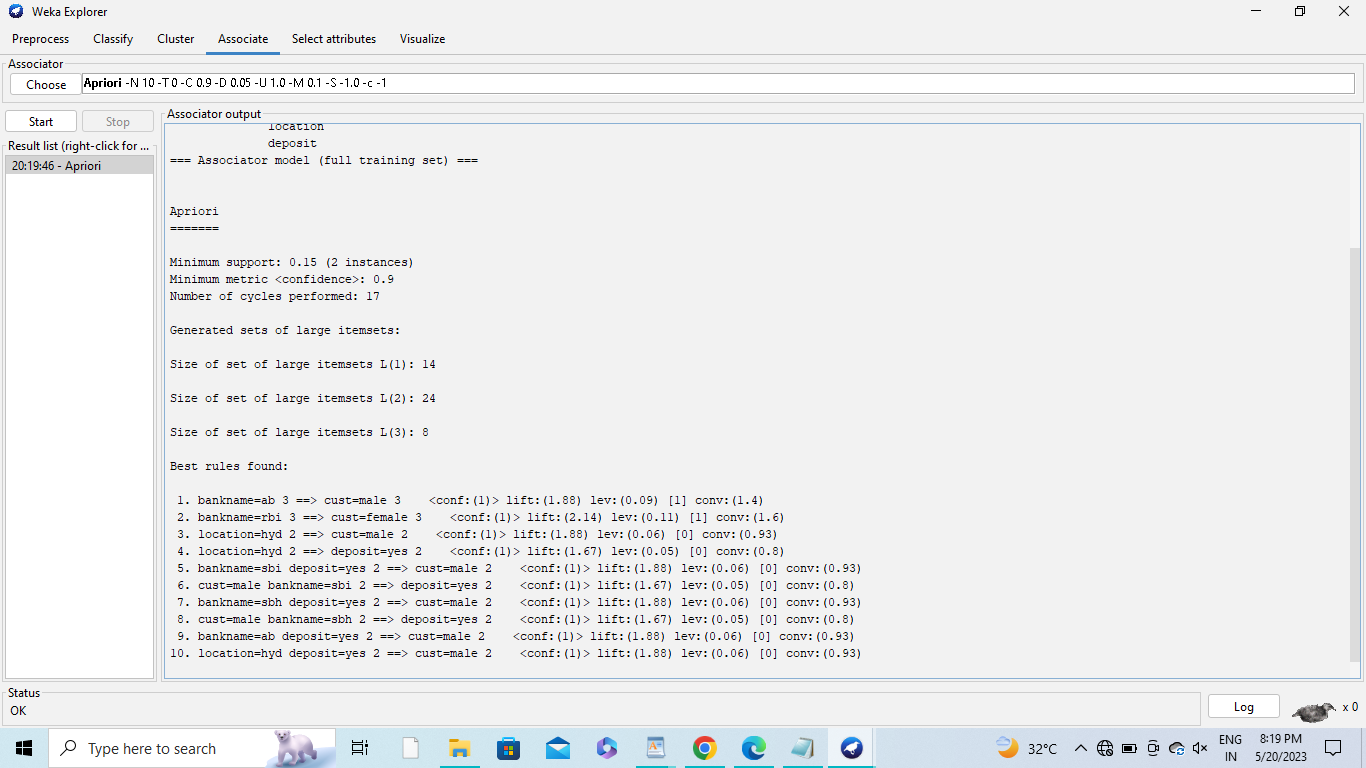 Weka Explorer
Preprocess Classify Cluster Associate Select attributes Visualize
Associator
Choose Apriori -N 10 -T 0 -C 0.9 -D 0.05 -U 1.0 -M 0.1 -S -1.0 -c -1
Start Stop
Result list (right-click for ...
20:19:46 - Apriori
Associator output
location
deposit
=== Associator model (full training set) ===
Apriori
=======
Minimum support: 0.15 (2 instances)
Minimum metric <confidence>: 0.9
Number of cycles performed: 17
Generated sets of large itemsets:
Size of set of large itemsets L(1): 14
Size of set of large itemsets L(2): 24
Size of set of large itemsets L(3): 8
Best rules found:
1. bankname=ab 3 ==> cust=male 3 <conf:(1)> lift:(1.88) lev:(0.09) [1] conv:(1.4)
2. bankname=rbi 3 ==> cust=female 3 <conf:(1)> lift:(2.14) lev:(0.11) [1] conv:(1.6)
3. location=hyd 2 ==> cust=male 2 <conf:(1)> lift:(1.88) lev:(0.06) [0] conv:(0.93)
4. location=hyd 2 ==> deposit=yes 2 <conf:(1)> lift:(1.67) lev:(0.05) [0] conv:(0.8)
5. bankname=sbi deposit=yes 2 ==> cust=male 2 <conf:(1)> lift:(1.88) lev:(0.06) [0] conv:(0.93)
6. cust=male bankname=sbi 2 ==> deposit=yes 2 <conf:(1)> lift:(1.67) lev:(0.05) [0] conv:(0.8)
7. bankname=sbh deposit=yes 2 ==> cust=male 2 <conf:(1)> lift:(1.88) lev:(0.06) [0] conv:(0.93)
8. cust=male bankname=sbh 2 ==> deposit=yes 2 <conf:(1)> lift:(1.67) lev:(0.05) [0] conv:(0.8)
9. bankname=ab deposit=yes 2 ==> cust=male 2 <conf:(1)> lift:(1.88) lev:(0.06) [0] conv:(0.93)
10. location=hyd deposit=yes 2 ==> cust=male 2 <conf:(1)> lift:(1.88) lev:(0.06) [0] conv:(0.93)
Status
OK
Log
x 0
Type here to search
32°C
ENG
IN
8:19 PM
5/20/2023